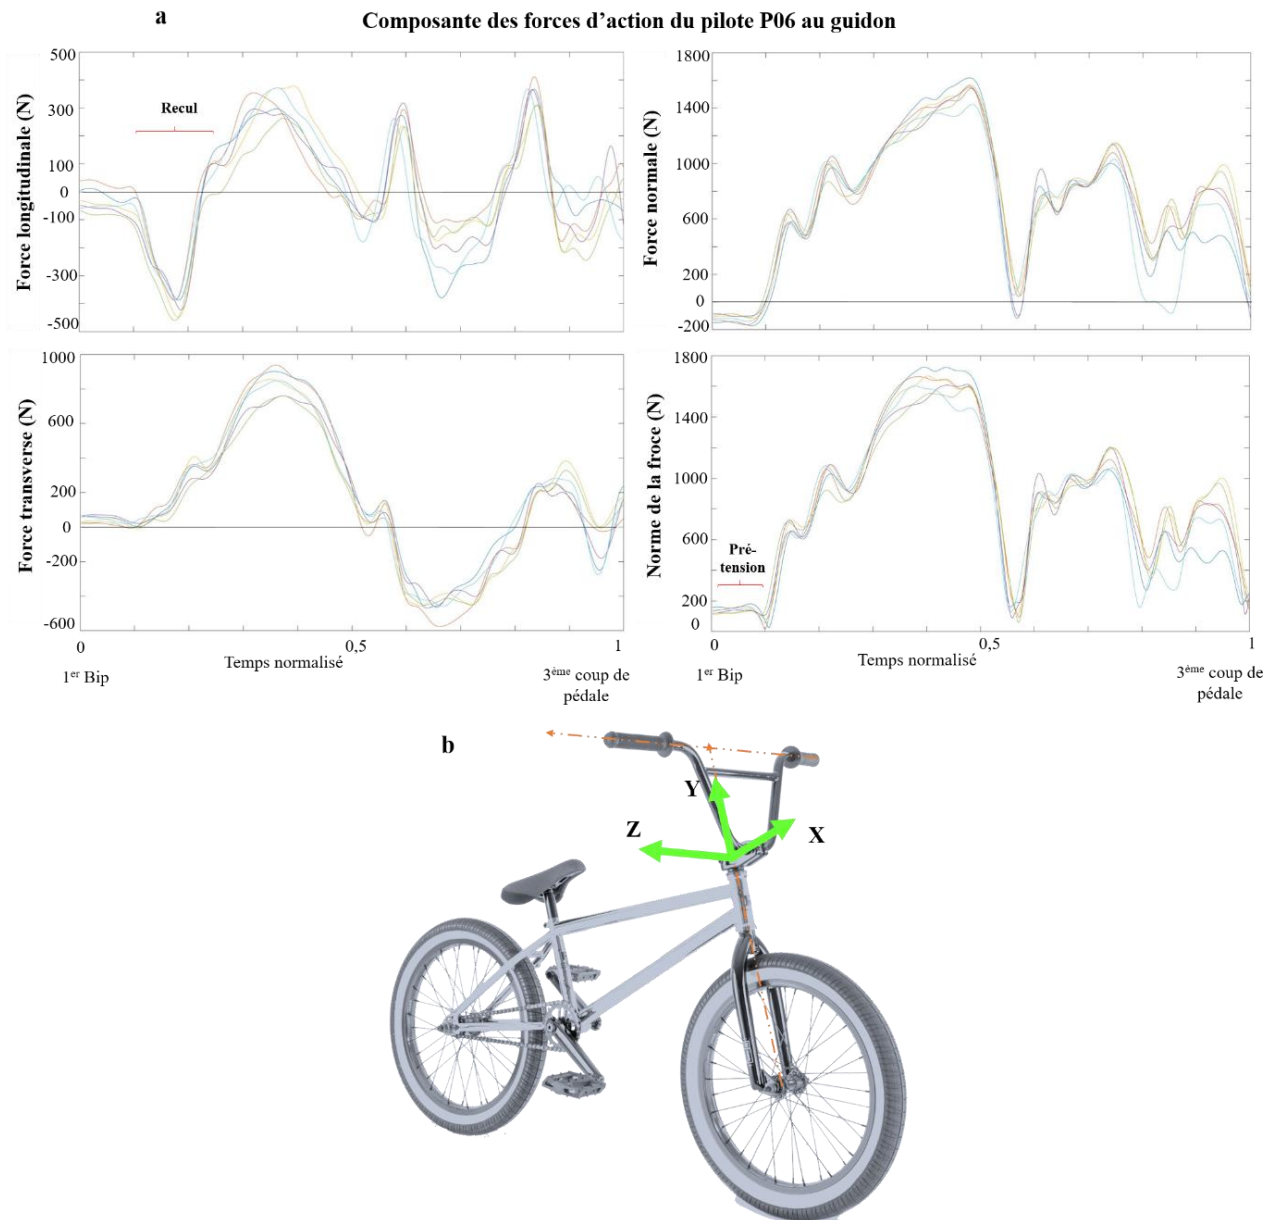 a
Composante des forces d'action du pilote P06 au guidon
Force longitudinale (N)
500
300
100
0
-100
-300
-500
Recul
Force normale (N)
1800
1400
1000
600
200
0
-200
Force transverse (N)
1000
600
200
0
-200
-600
0
0,5
1
Temps normalisé
1er Bip
3ème coup de
pédale
Norme de la froce (N)
1800
1400
1000
600
200
0
Pré-
tension
0
0,5
1
Temps normalisé
1er Bip
3ème coup de
pédale
b
Y
Z
X